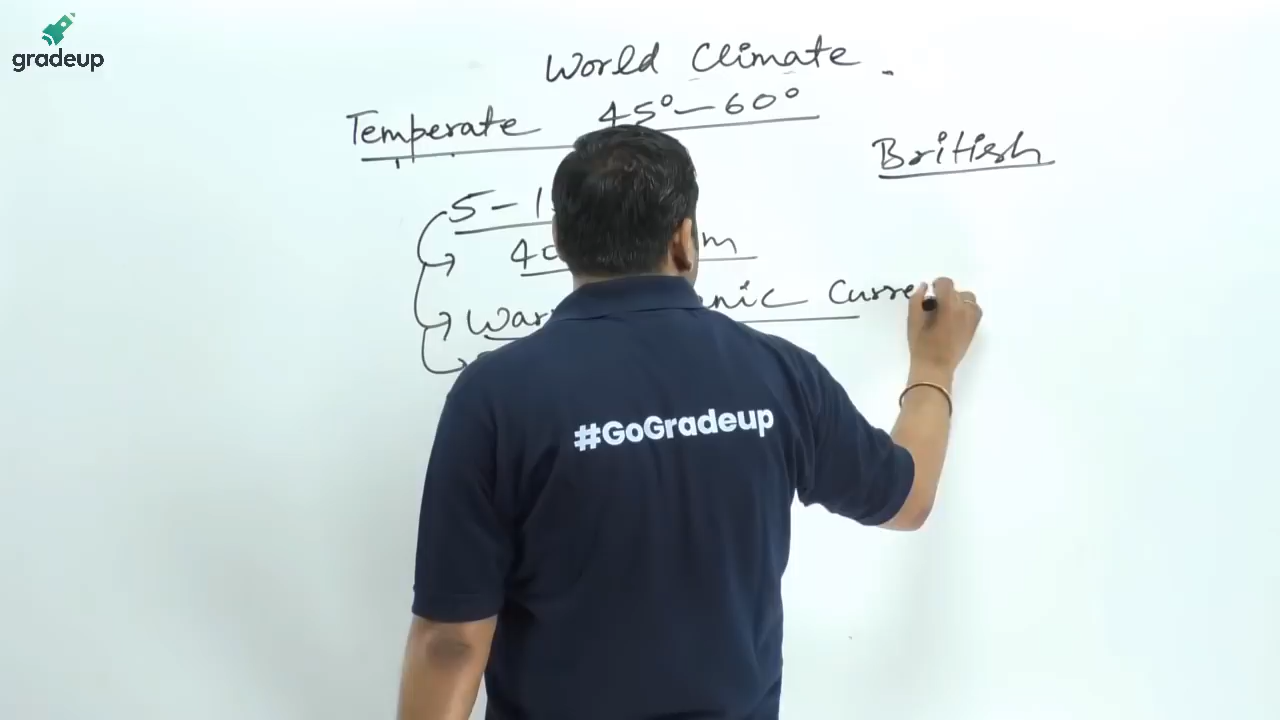 gradeup
World Climate.
Temperate 45°-60°
British
5-1
40 m
War nic Curre
#GoGradeup